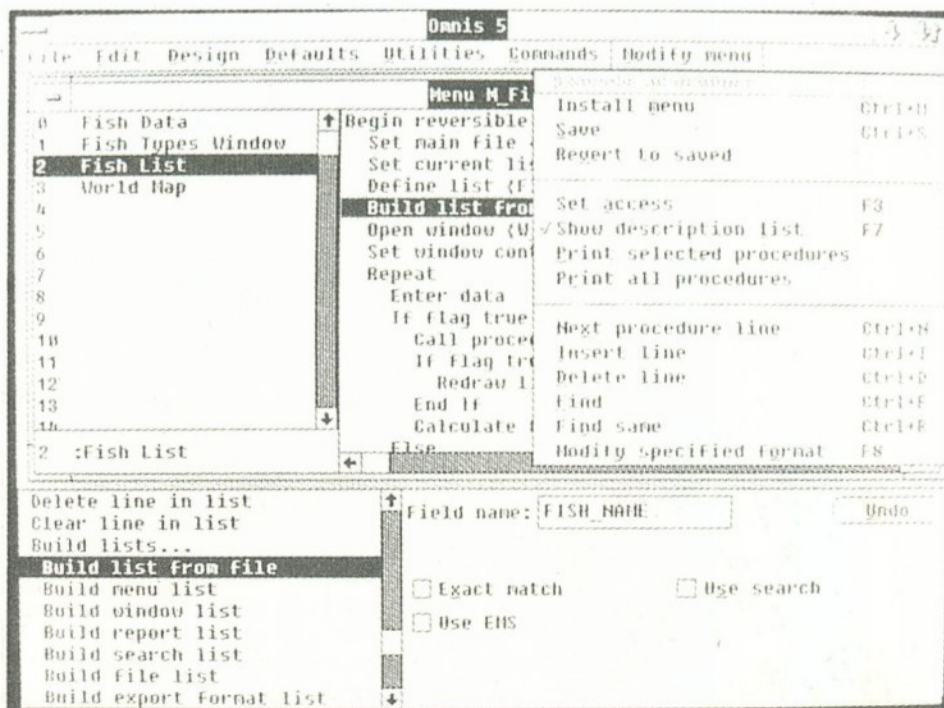 Omnis 5
File Edit Design Defaults Utilities Commands Modify menu
Menu M_Fi
0 Fish Data
1 Fish Types Window
2 Fish List
3 World Map
4
5
6
7
8
9
10
11
12
13
14
2 :Fish List
Begin reversible
Set main file
Set current lis
Define list (F
Build list from
Open window (W
Set window cont
Repeat
Enter data
If flag true
Call proced
If flag tru
Redraw l
End If
Calculate
Else
Install menu Ctrl+M
Save Ctrl+S
Revert to saved
Set access F3
✓Show description list F7
Print selected procedures
Print all procedures
Next procedure line Ctrl+N
Insert line Ctrl+I
Delete line Ctrl+D
Find Ctrl+F
Find same Ctrl+R
Modify specified format F8
Delete line in list
Clear line in list
Build lists...
Build list from file
Build menu list
Build window list
Build report list
Build search list
Build file list
Build export format list
Field name: FISH_NAME Undo
Exact match Use search
Use EMS